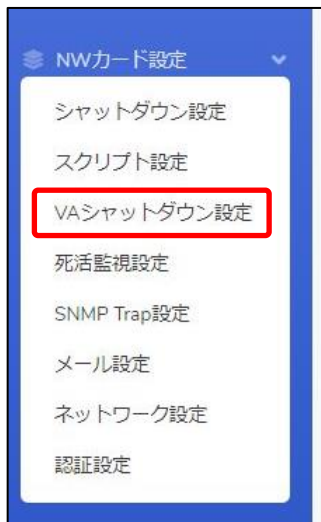 NWカード設定
シャットダウン設定
スクリプト設定
VAシャットダウン設定
死活監視設定
SNMP Trap設定
メール設定
ネットワーク設定
認証設定